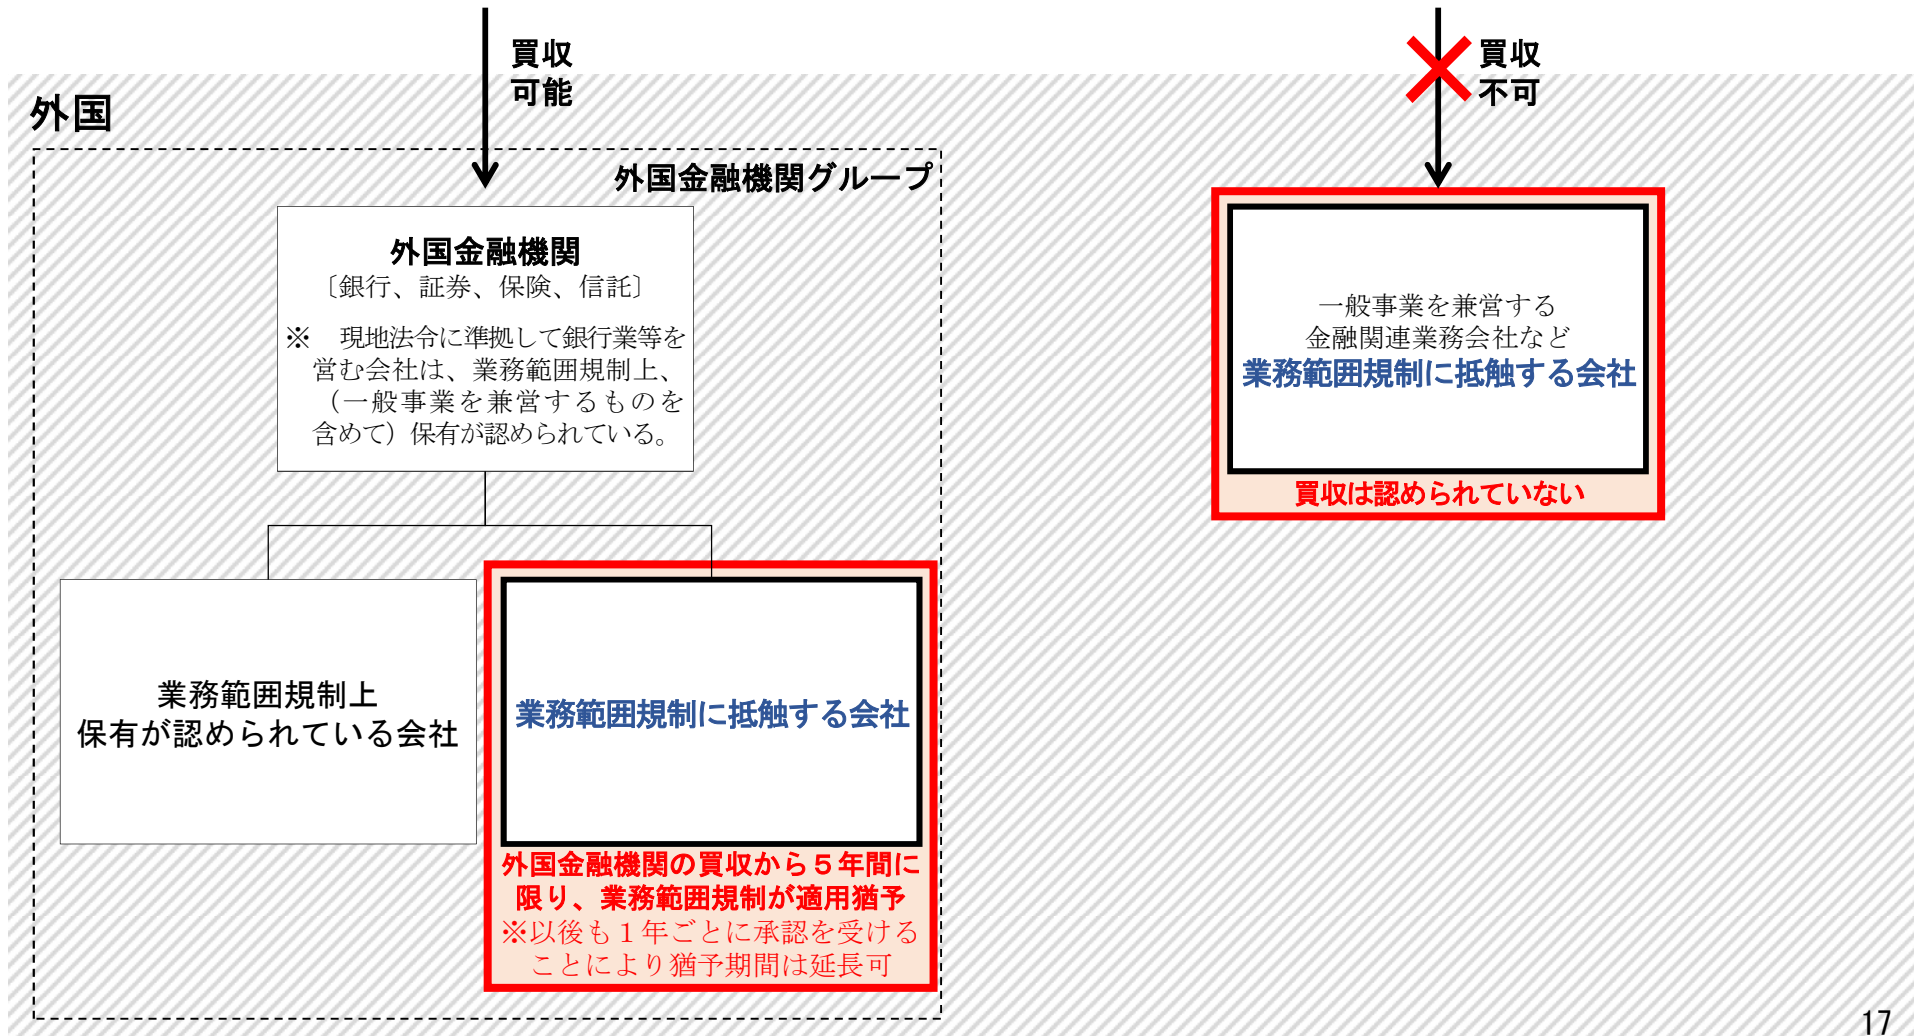 買収
可能
買収
不可
外国
外国金融機関グループ
外国金融機関
〔銀行、証券、保険、信託〕
※　現地法令に準拠して銀行業等を
営む会社は、業務範囲規制上、
（一般事業を兼営するものを
含めて）保有が認められている。
一般事業を兼営する
金融関連業務会社など
業務範囲規制に抵触する会社
買収は認められていない
業務範囲規制上
保有が認められている会社
業務範囲規制に抵触する会社
外国金融機関の買収から５年間に
限り、業務範囲規制が適用猶予
※以後も１年ごとに承認を受ける
ことにより猶予期間は延長可
17